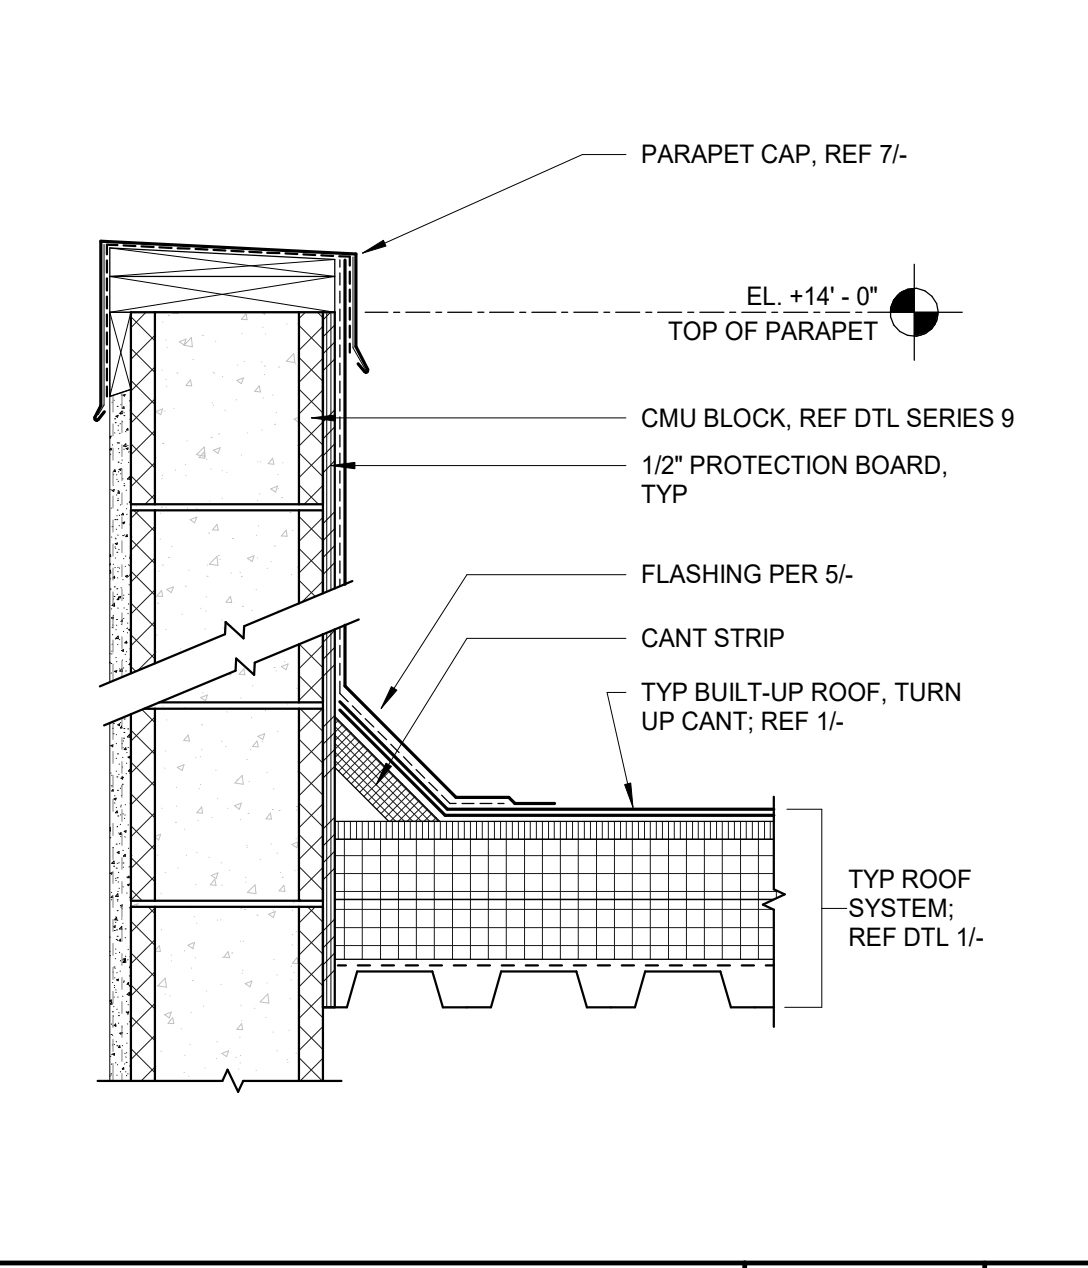 PARAPET CAP, REF 7/-
EL. +14' - 0"
TOP OF PARAPET
CMU BLOCK, REF DTL SERIES 9
1/2" PROTECTION BOARD,
TYP
FLASHING PER 5/-
CANT STRIP
TYP BUILT-UP ROOF, TURN
UP CANT; REF 1/-
TYP ROOF
SYSTEM;
REF DTL 1/-